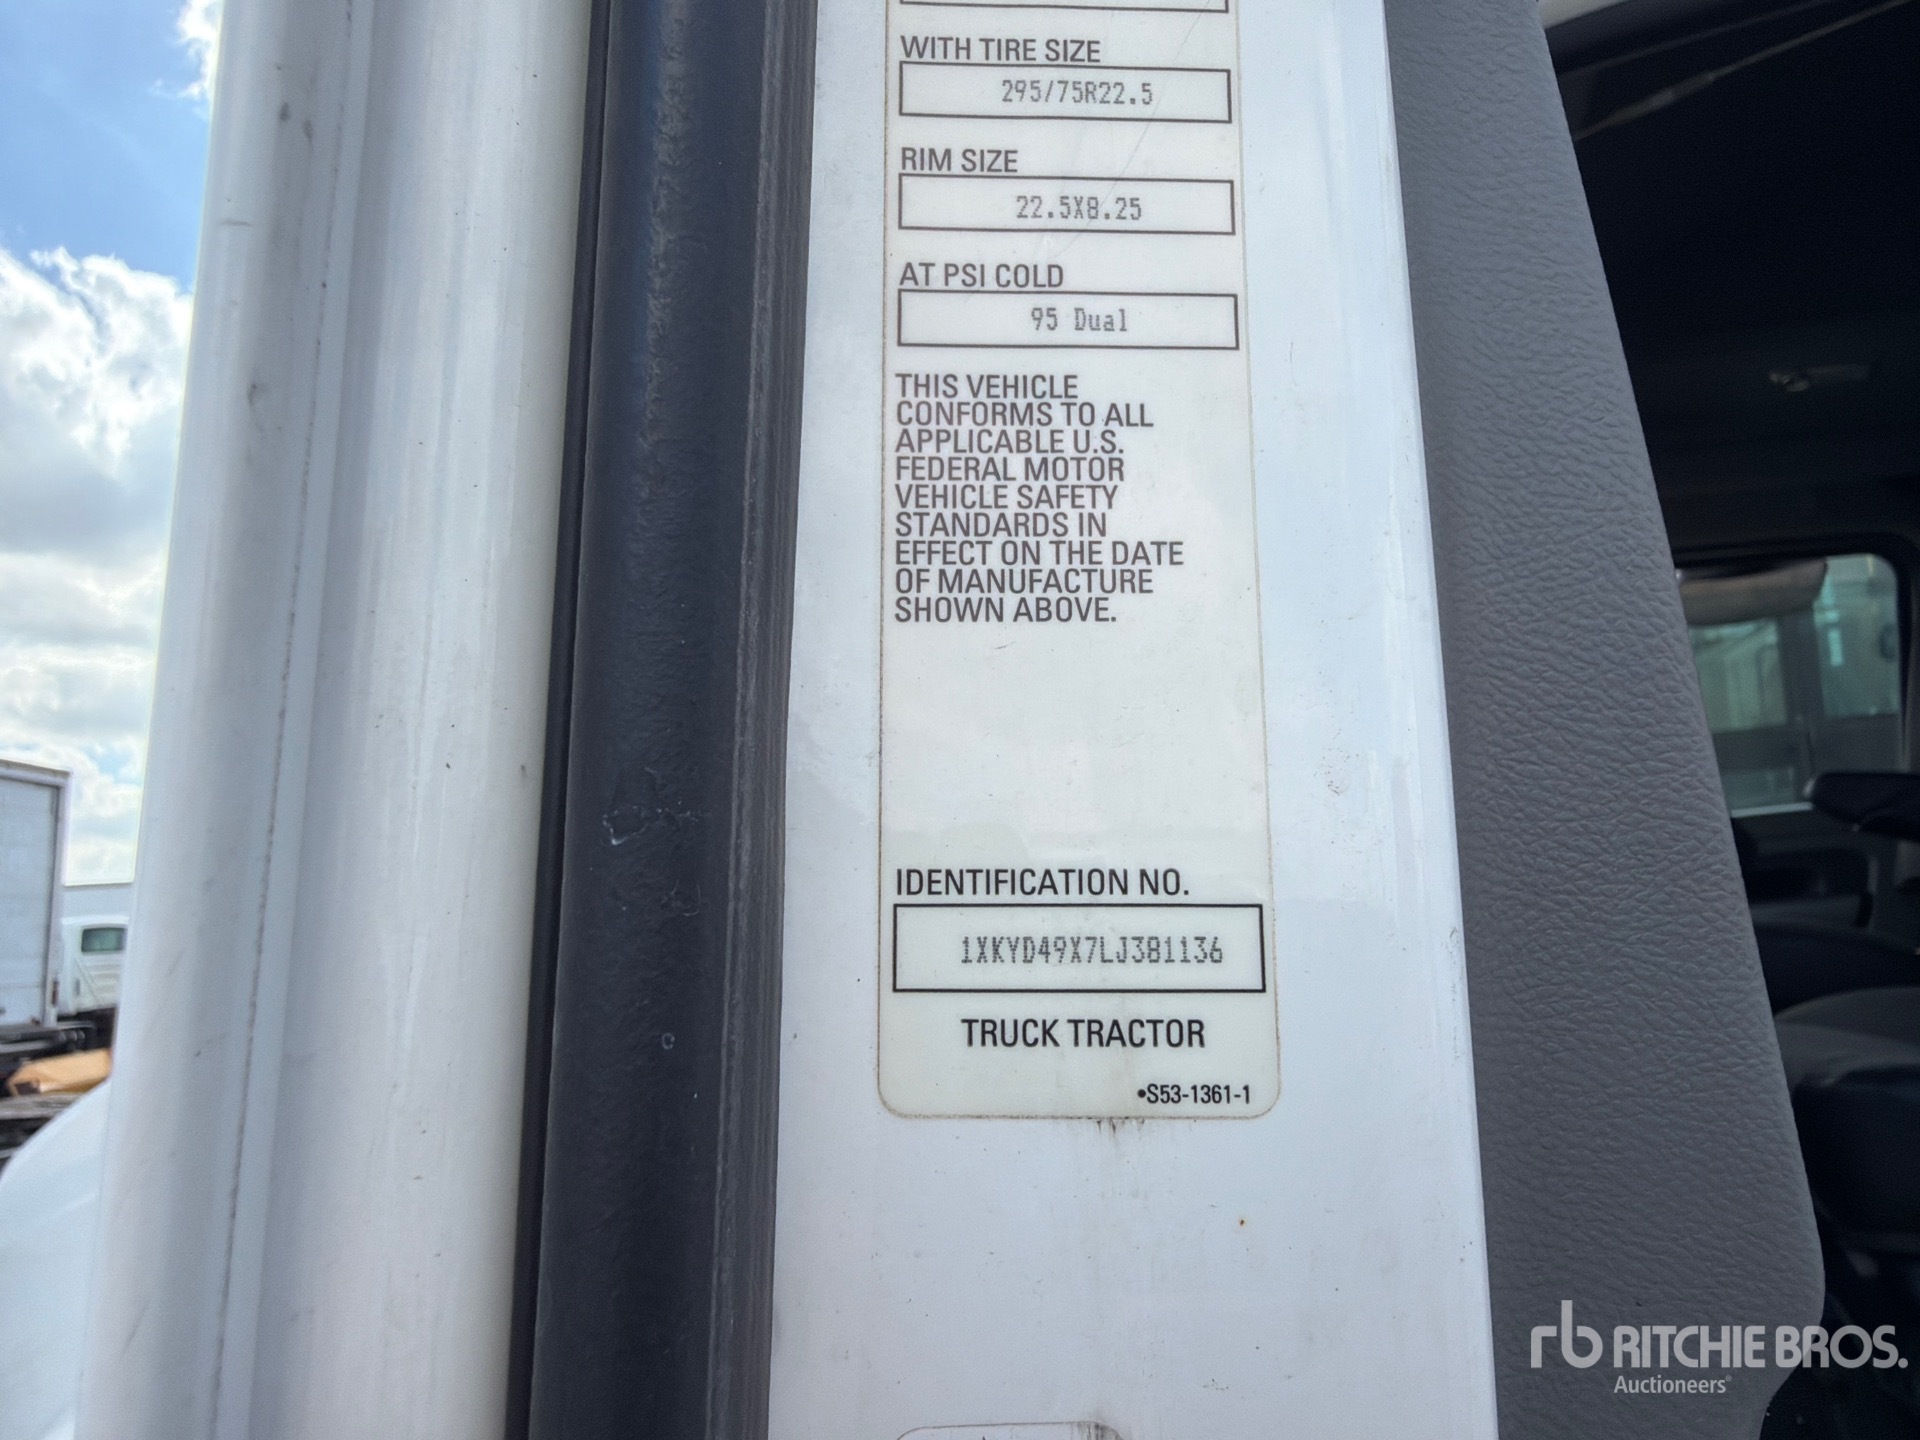 WITH TIRE SIZE
295/75R22.5
RIM SIZE
22.5X8.25
AT PSI COLD
95 Dual
THIS VEHICLE
CONFORMS TO ALL
APPLICABLE U.S.
FEDERAL MOTOR
VEHICLE SAFETY
STANDARDS IN
EFFECT ON THE DATE
OF MANUFACTURE
SHOWN ABOVE.
IDENTIFICATION NO.
1XKYD49X7LJ381136
TRUCK TRACTOR
•S53-1361-1
rb RITCHIE BROS.
Auctioneers®